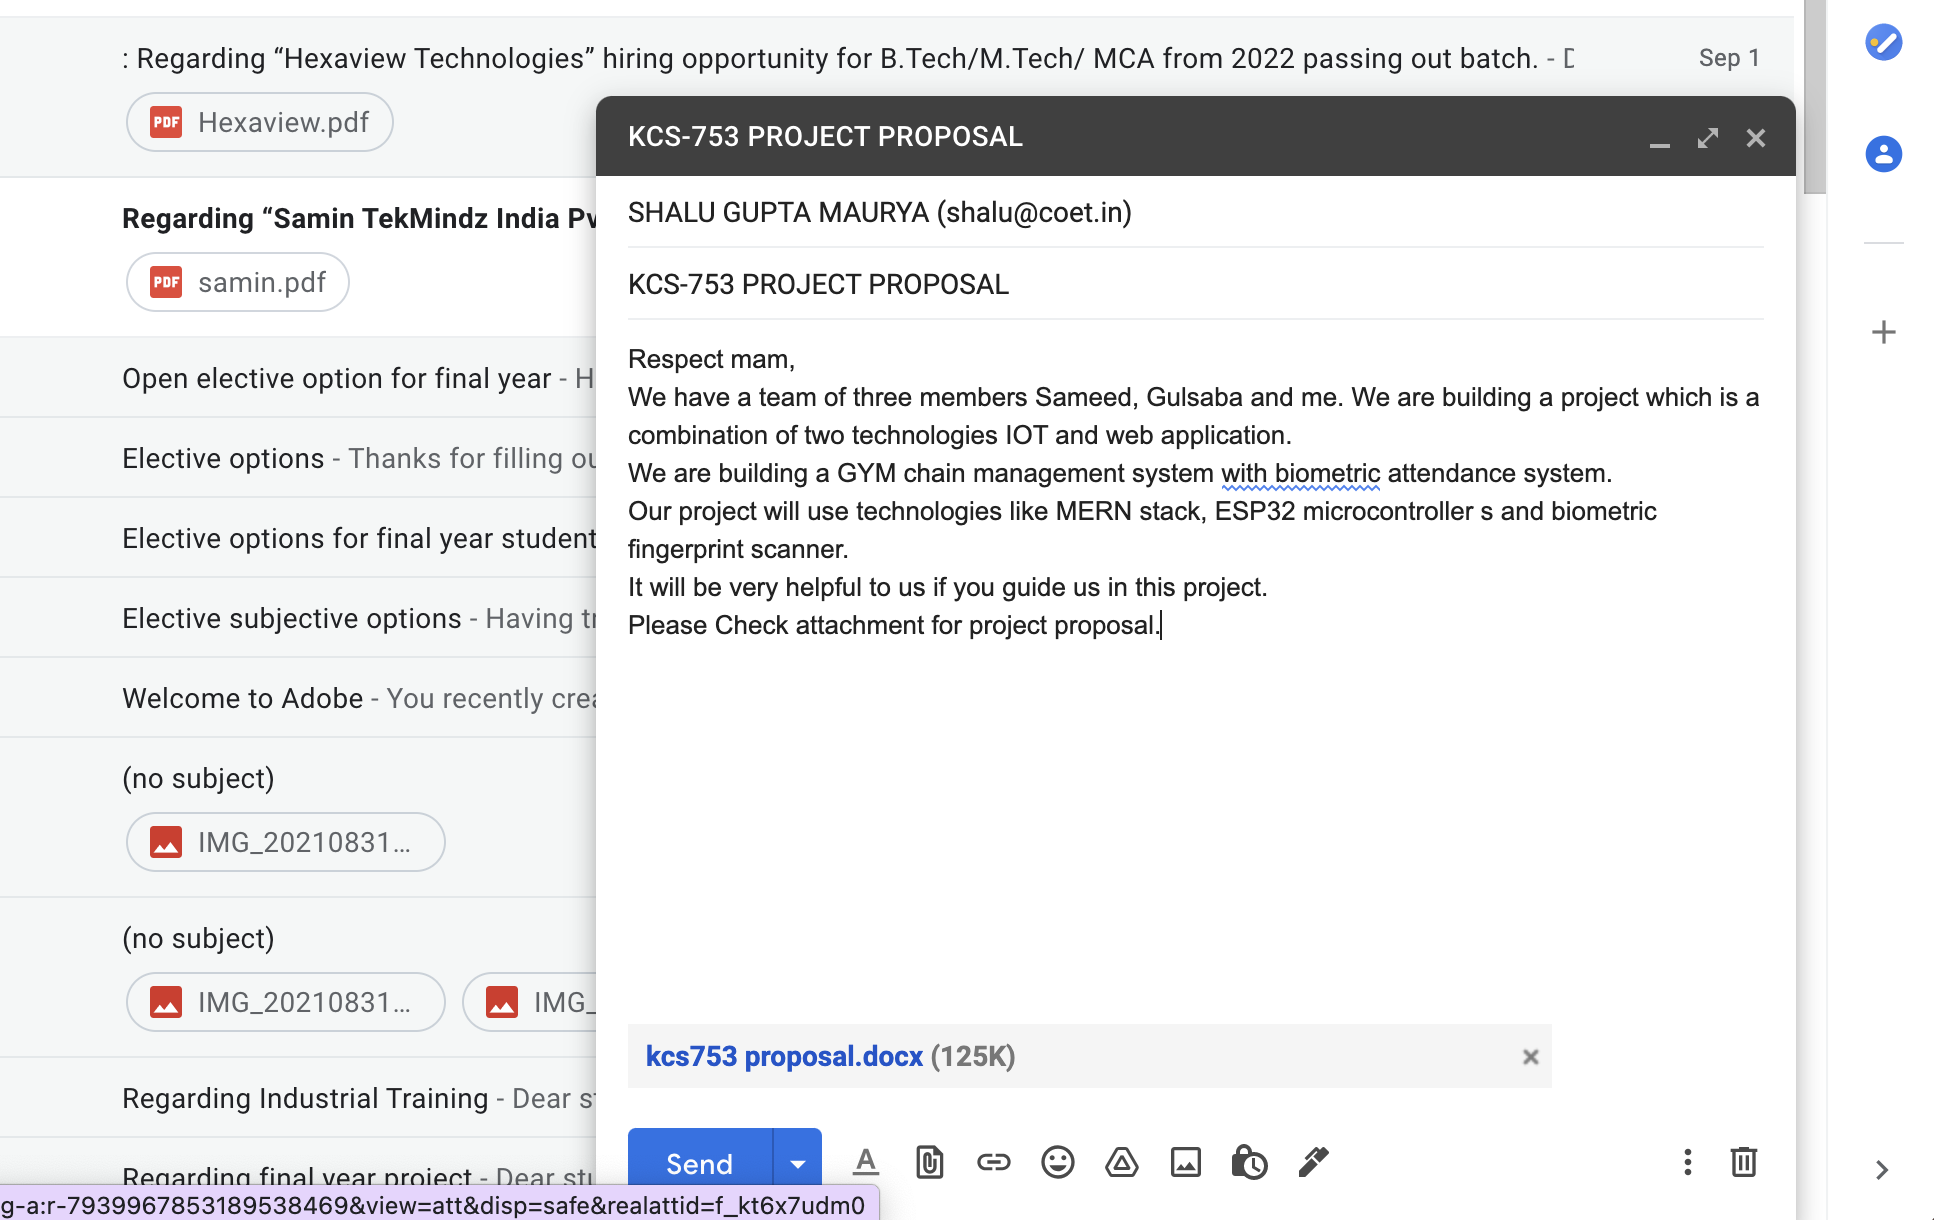 : Regarding “Hexaview Technologies” hiring opportunity for B.Tech/M.Tech/ MCA from 2022 passing out batch. -
Sep 1
PDF Hexaview.pdf
Regarding “Samin TekMindz India Pv
PDF samin.pdf
Open elective option for final year - H
Elective options - Thanks for filling ou
Elective options for final year student
Elective subjective options - Having tr
Welcome to Adobe - You recently crea
(no subject)
IMG_20210831...
(no subject)
IMG_20210831... IMG_
Regarding Industrial Training - Dear s
Regarding final year project - Dear stu
g-a:r-7939967853189538469&view=att&disp=safe&realattid=f_kt6x7udm0
KCS-753 PROJECT PROPOSAL
SHALU GUPTA MAURYA (shalu@coet.in)
KCS-753 PROJECT PROPOSAL
Respect mam,
We have a team of three members Sameed, Gulsaba and me. We are building a project which is a
combination of two technologies IOT and web application.
We are building a GYM chain management system with biometric attendance system.
Our project will use technologies like MERN stack, ESP32 microcontroller s and biometric
fingerprint scanner.
It will be very helpful to us if you guide us in this project.
Please Check attachment for project proposal.
kcs753 proposal.docx (125K)
Send